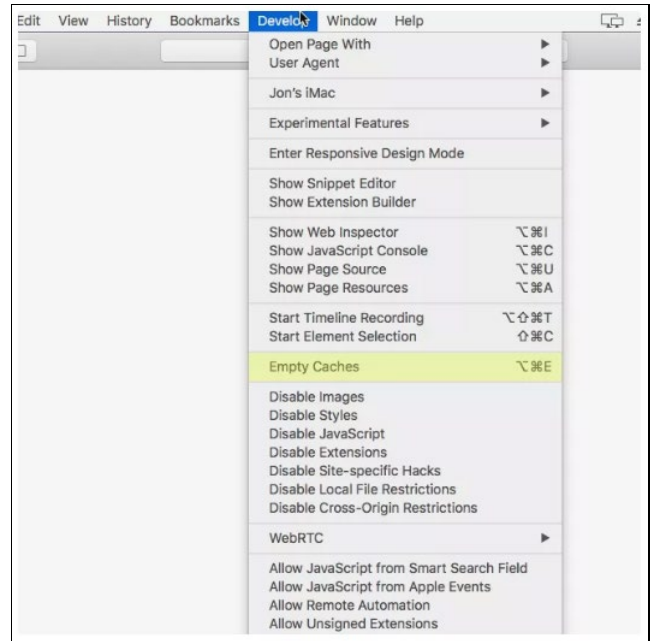 Edit View History Bookmarks Develop Window Help
Open Page With ▶
User Agent ▶
Jon's iMac ▶
Experimental Features ▶
Enter Responsive Design Mode
Show Snippet Editor
Show Extension Builder
Show Web Inspector ⌥⌘I
Show JavaScript Console ⌥⌘C
Show Page Source ⌥⌘U
Show Page Resources ⌥⌘A
Start Timeline Recording ⌥⇧⌘T
Start Element Selection ⇧⌘C
Empty Caches ⌥⌘E
Disable Images
Disable Styles
Disable JavaScript
Disable Extensions
Disable Site-specific Hacks
Disable Local File Restrictions
Disable Cross-Origin Restrictions
WebRTC ▶
Allow JavaScript from Smart Search Field
Allow JavaScript from Apple Events
Allow Remote Automation
Allow Unsigned Extensions